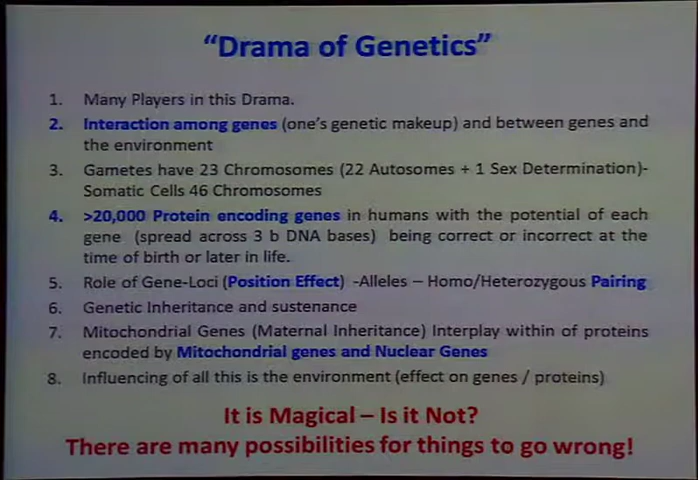 “Drama of Genetics”
1. Many Players in this Drama.
2. Interaction among genes (one's genetic makeup) and between genes and
the environment
3. Gametes have 23 Chromosomes (22 Autosomes + 1 Sex Determination)-
Somatic Cells 46 Chromosomes
4. >20,000 Protein encoding genes in humans with the potential of each
gene (spread across 3 b DNA bases) being correct or incorrect at the
time of birth or later in life.
5. Role of Gene-Loci (Position Effect) -Alleles – Homo/Heterozygous Pairing
6. Genetic Inheritance and sustenance
7. Mitochondrial Genes (Maternal Inheritance) Interplay within of proteins
encoded by Mitochondrial genes and Nuclear Genes
8. Influencing of all this is the environment (effect on genes / proteins)
It is Magical – Is it Not?
There are many possibilities for things to go wrong!